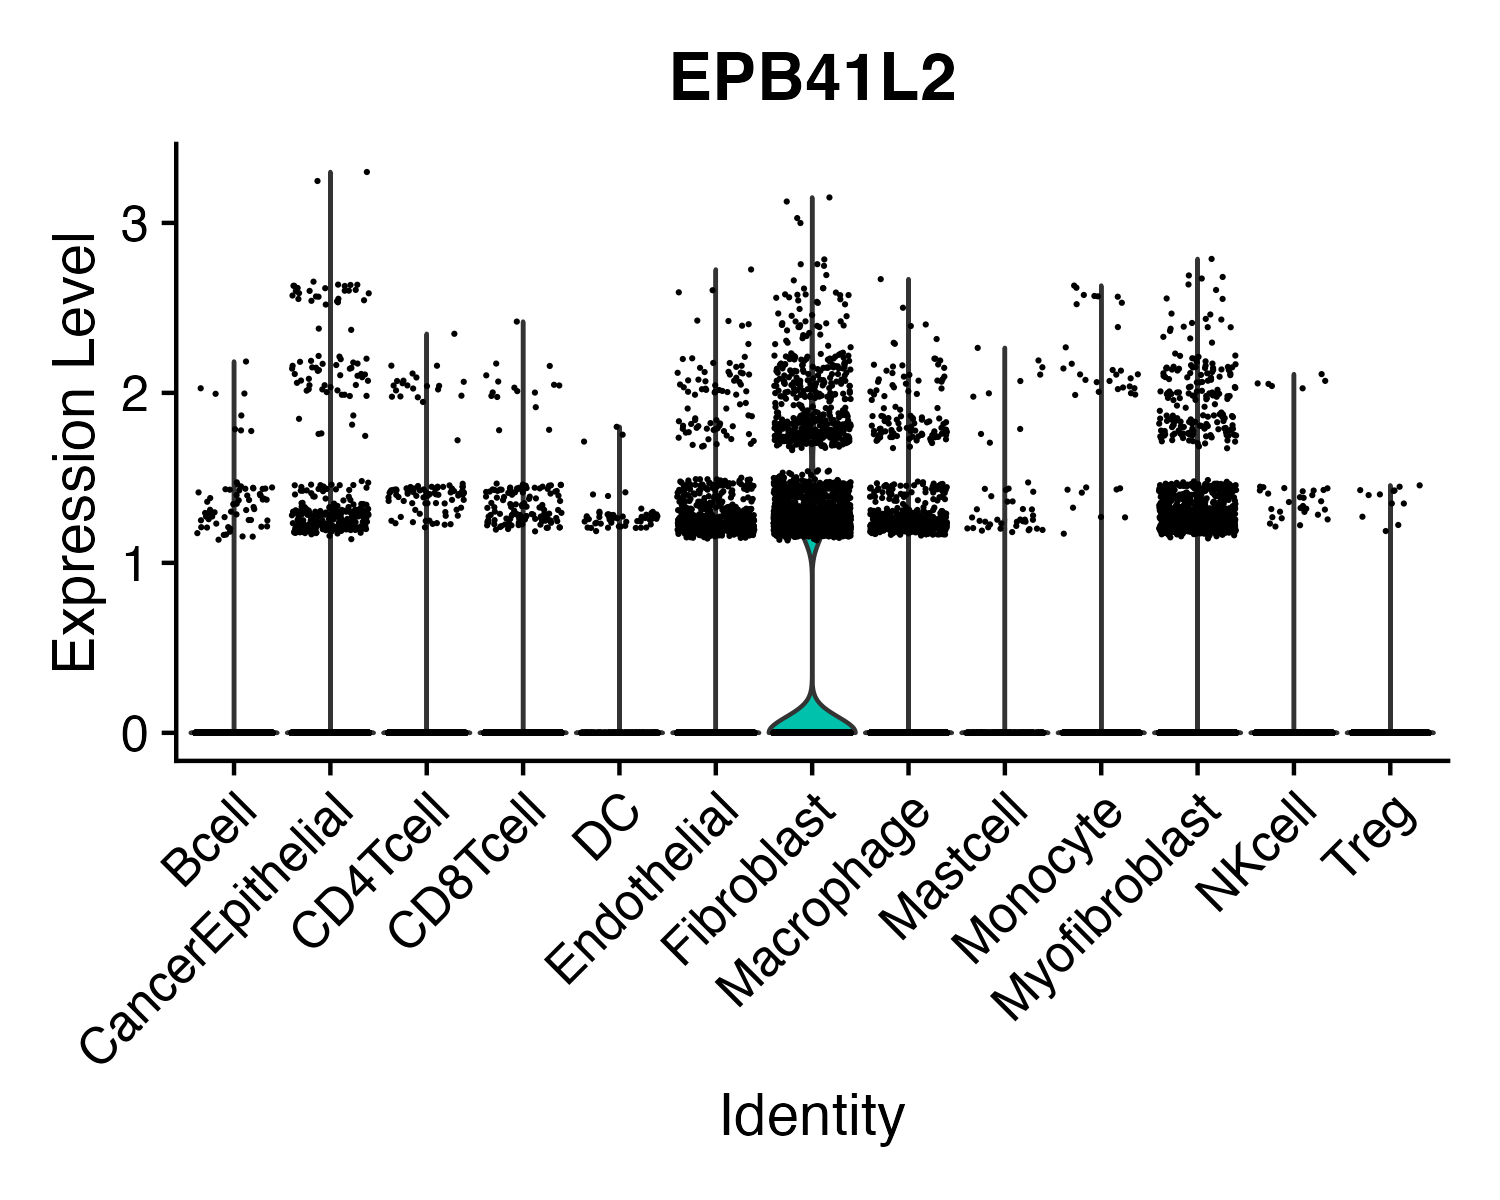 EPB41L2
Expression Level
3
2
1
0
Bcell
CancerEpithelial
CD4Tcell
CD8Tcell
DC
Endothelial
Fibroblast
Macrophage
Mastcell
Monocyte
Myofibroblast
NKcell
Treg
Identity